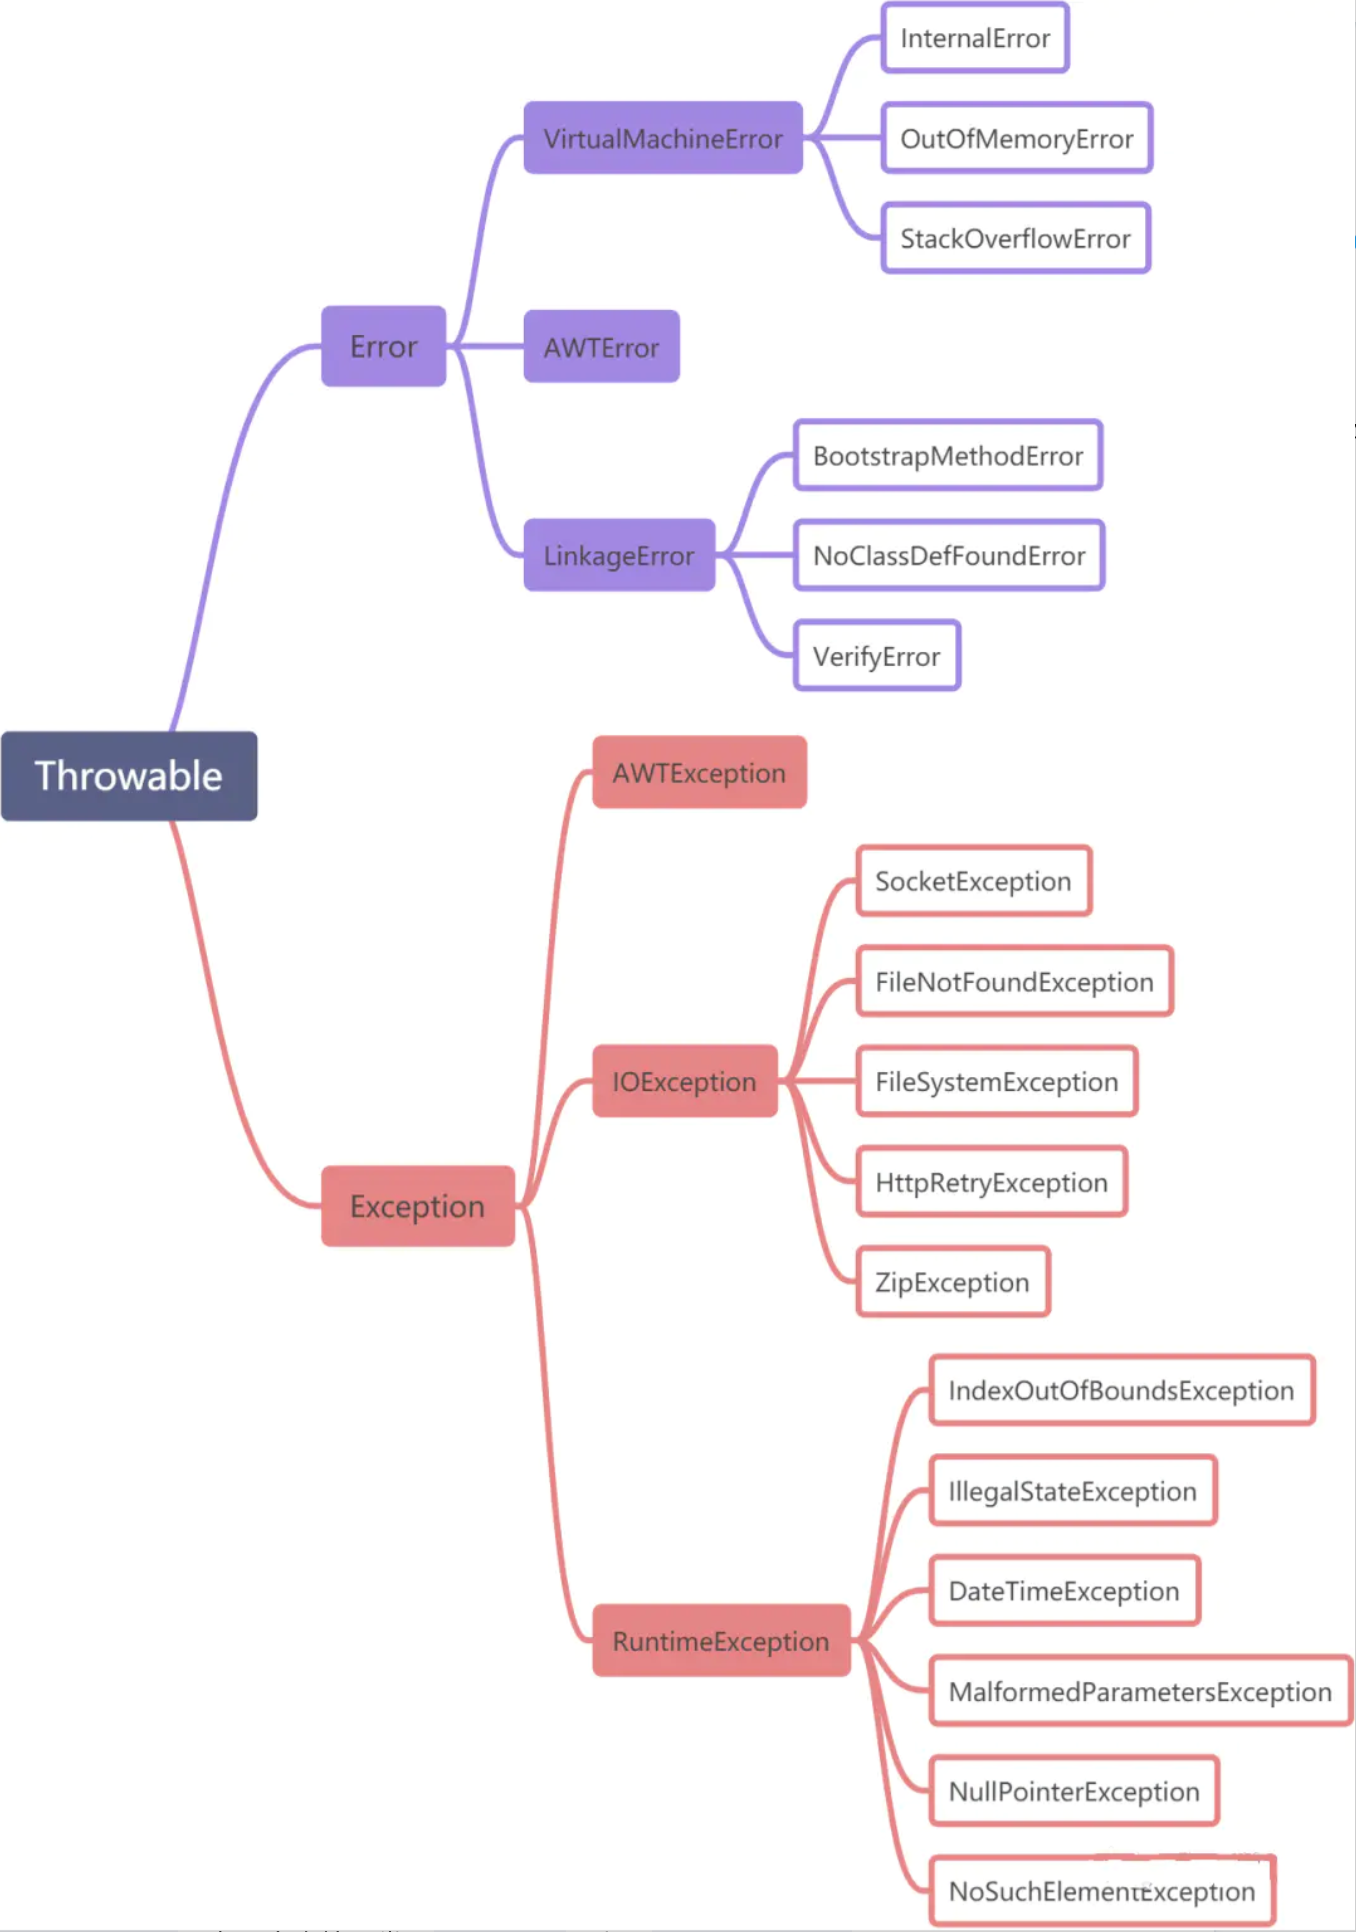 InternalError
VirtualMachineError
OutOfMemoryError
StackOverflowError
Error
AWTError
BootstrapMethodError
LinkageError
NoClassDefFoundError
VerifyError
Throwable
AWTException
SocketException
FileNotFoundException
IOException
FileSystemException
HttpRetryException
Exception
ZipException
IndexOutOfBoundsException
IllegalStateException
DateTimeException
RuntimeException
MalformedParametersException
NullPointerException
NoSuchElementException